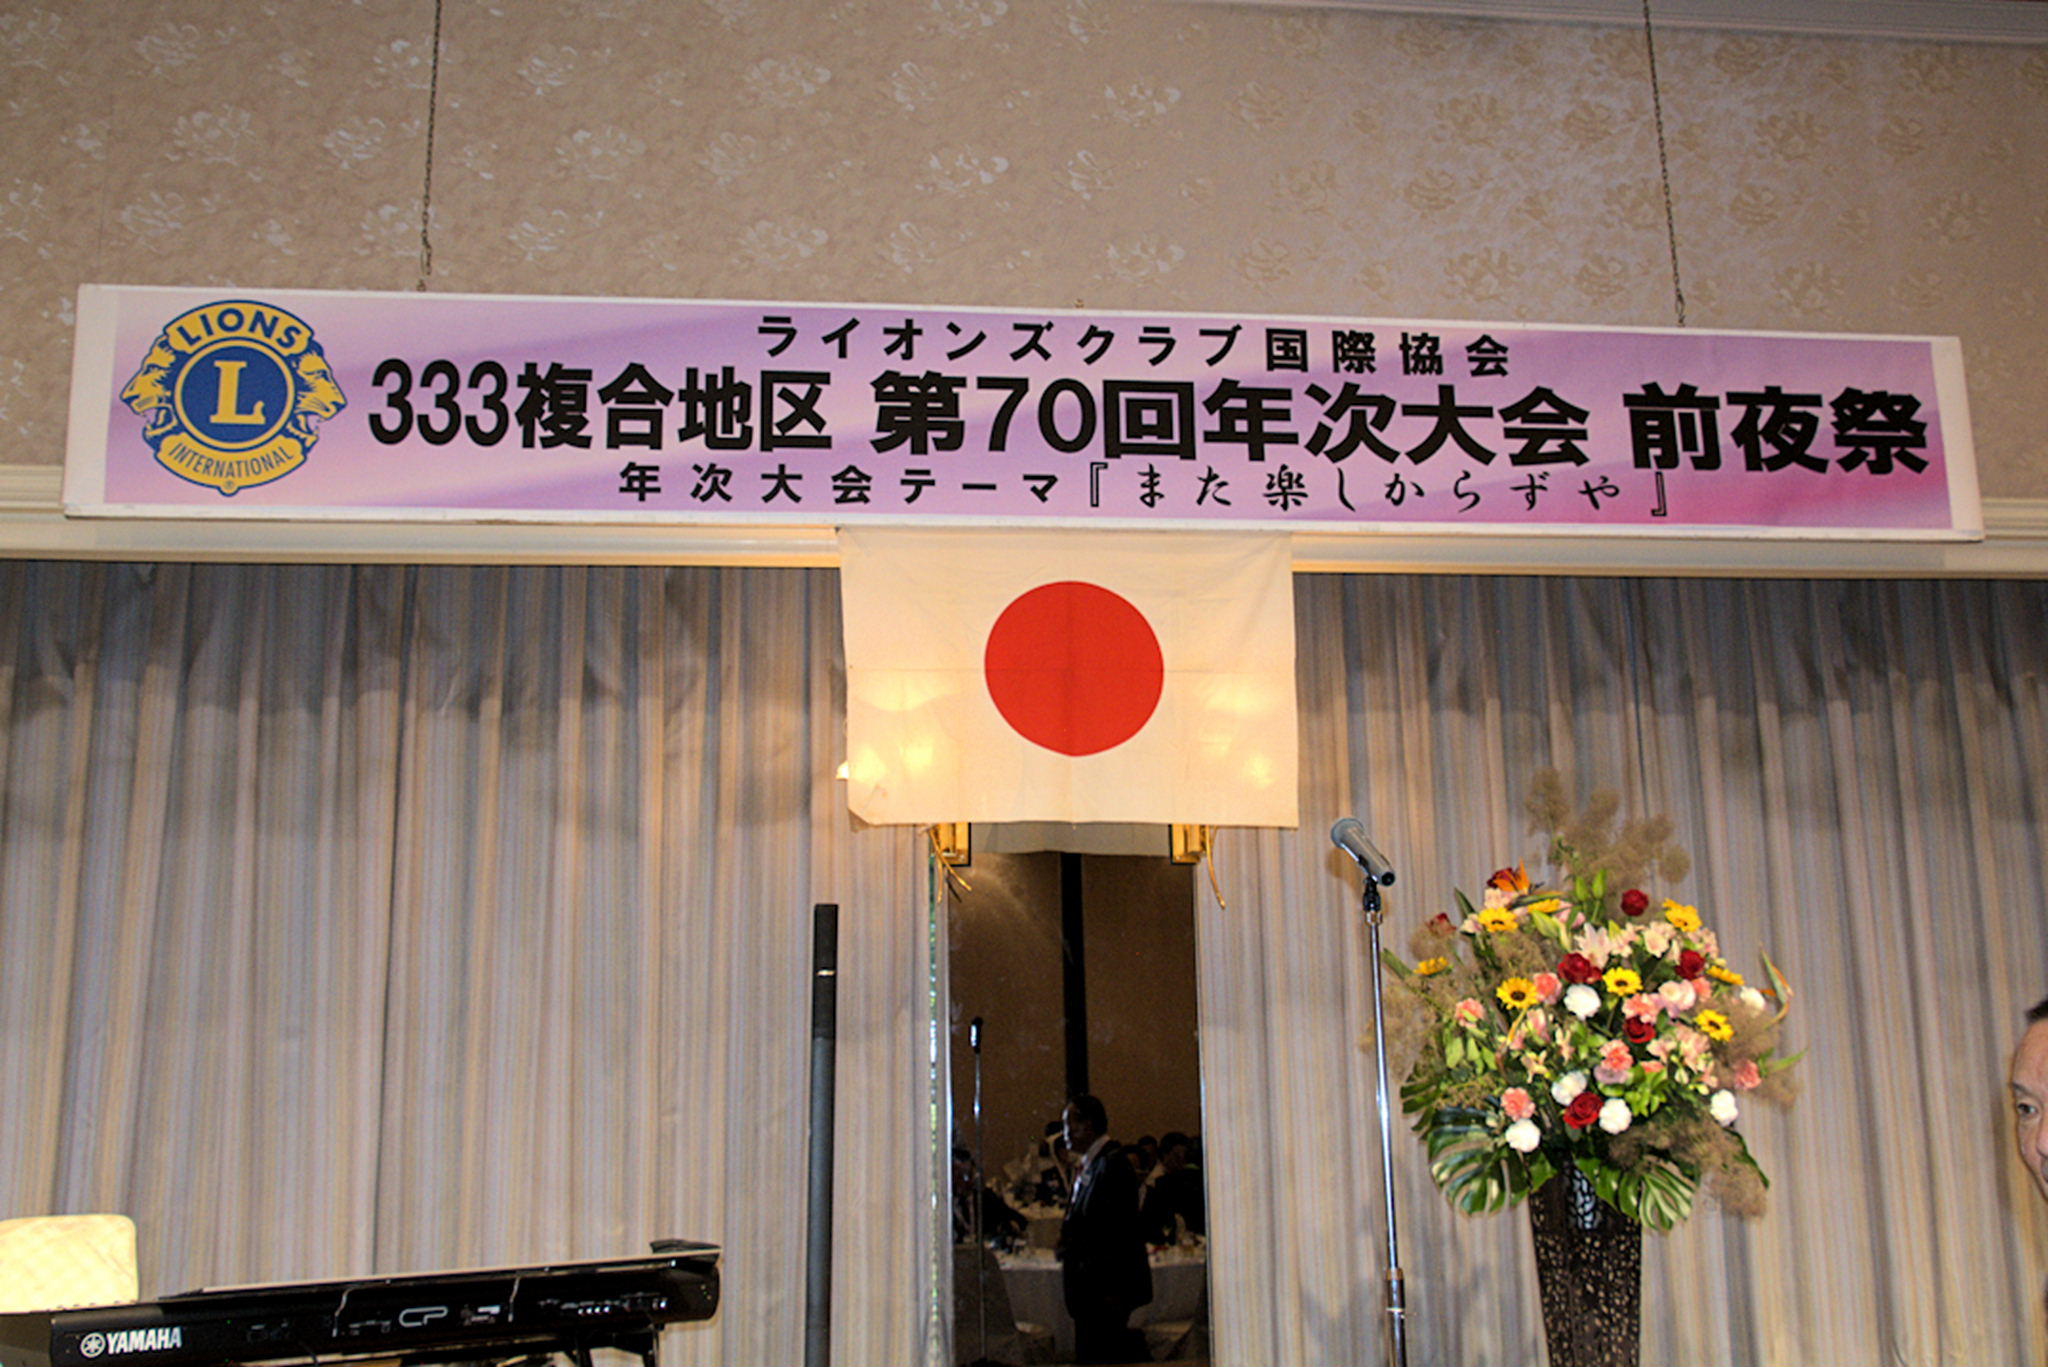 LIONS
L
INTERNATIONAL
®
ライオンズクラブ国際協会
333複合地区 第70回年次大会 前夜祭
年次大会テーマ『また楽しからずや』
YAMAHA
CP